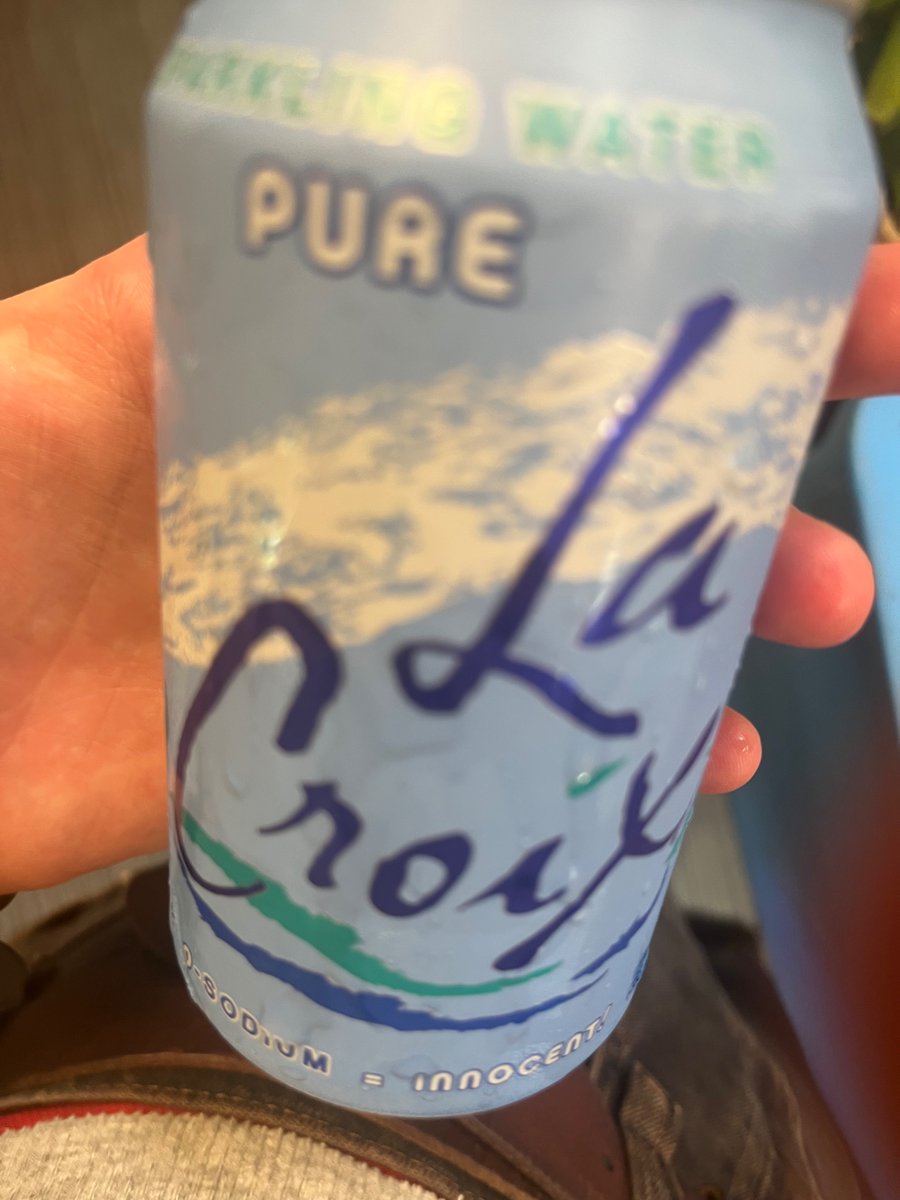 SPARKLING WATER
PURE
La
Croix
0-SODIUM = INNOCENT!